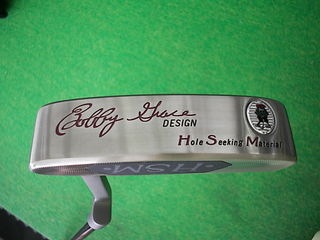 Bobby Grace
DESIGN
Hole Seeking Material
HSM